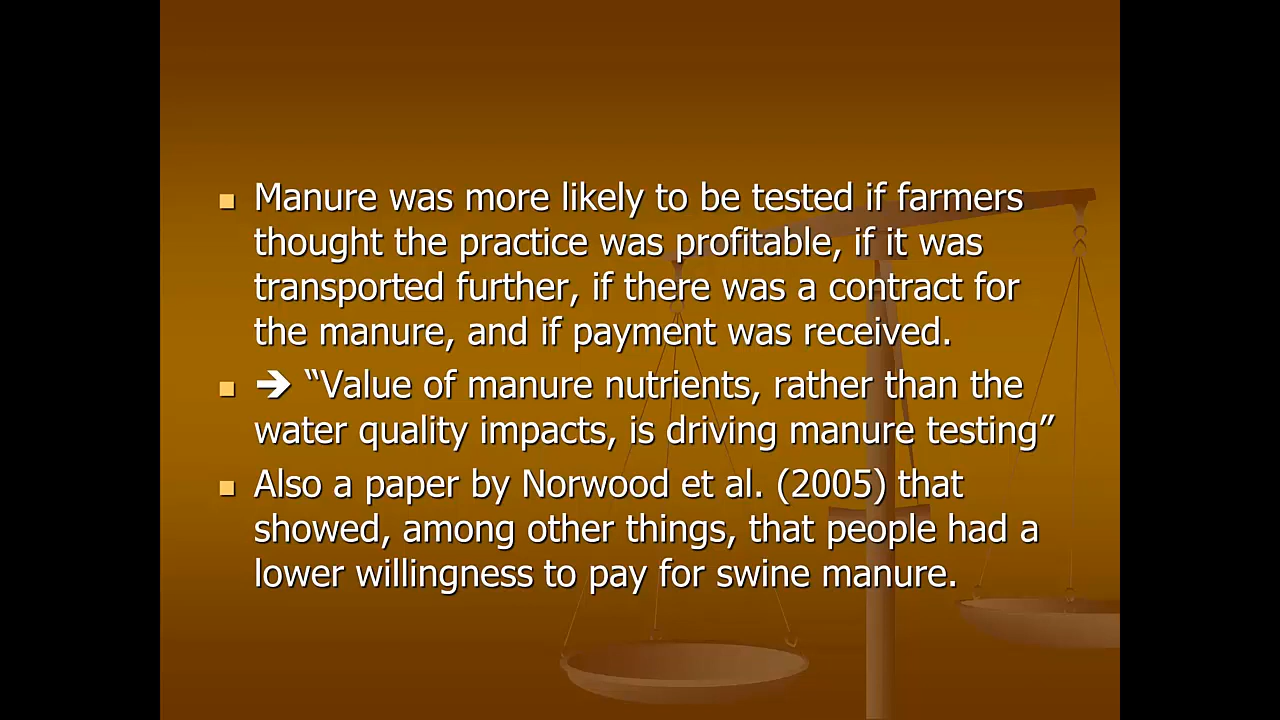 ■ Manure was more likely to be tested if farmers
thought the practice was profitable, if it was
transported further, if there was a contract for
the manure, and if payment was received.
■ ➔ “Value of manure nutrients, rather than the
water quality impacts, is driving manure testing”
■ Also a paper by Norwood et al. (2005) that
showed, among other things, that people had a
lower willingness to pay for swine manure.